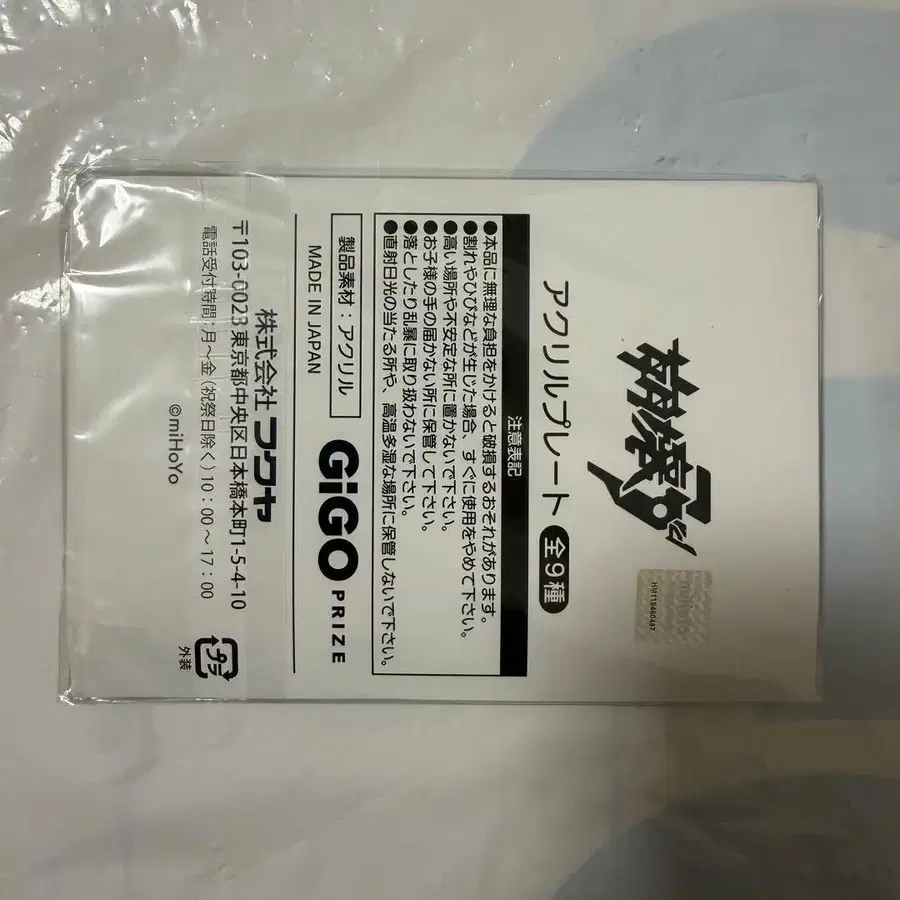 崩壊3rd
HM118460487
アクリルプレート 全9種
注意表記
●本品に無理な負担をかけると破損するおそれがあります。
●割れやひびなどが生じた場合、すぐに使用をやめて下さい。
●高い場所や不安定な所に置かないで下さい。
●お子様の手の届かない所に保管して下さい。
●落としたり乱暴に取り扱わないで下さい。
●直射日光の当たる所や、高温多湿な場所に保管しないで下さい。
製品素材:アクリル
MADE IN JAPAN
GiGO PRIZE
株式会社フクヤ
〒103-0023 東京都中央区日本橋本町1-5-4-10
電話受付時間:月～金(祝祭日除く)10:00～17:00
©miHoYo
プラ
外装